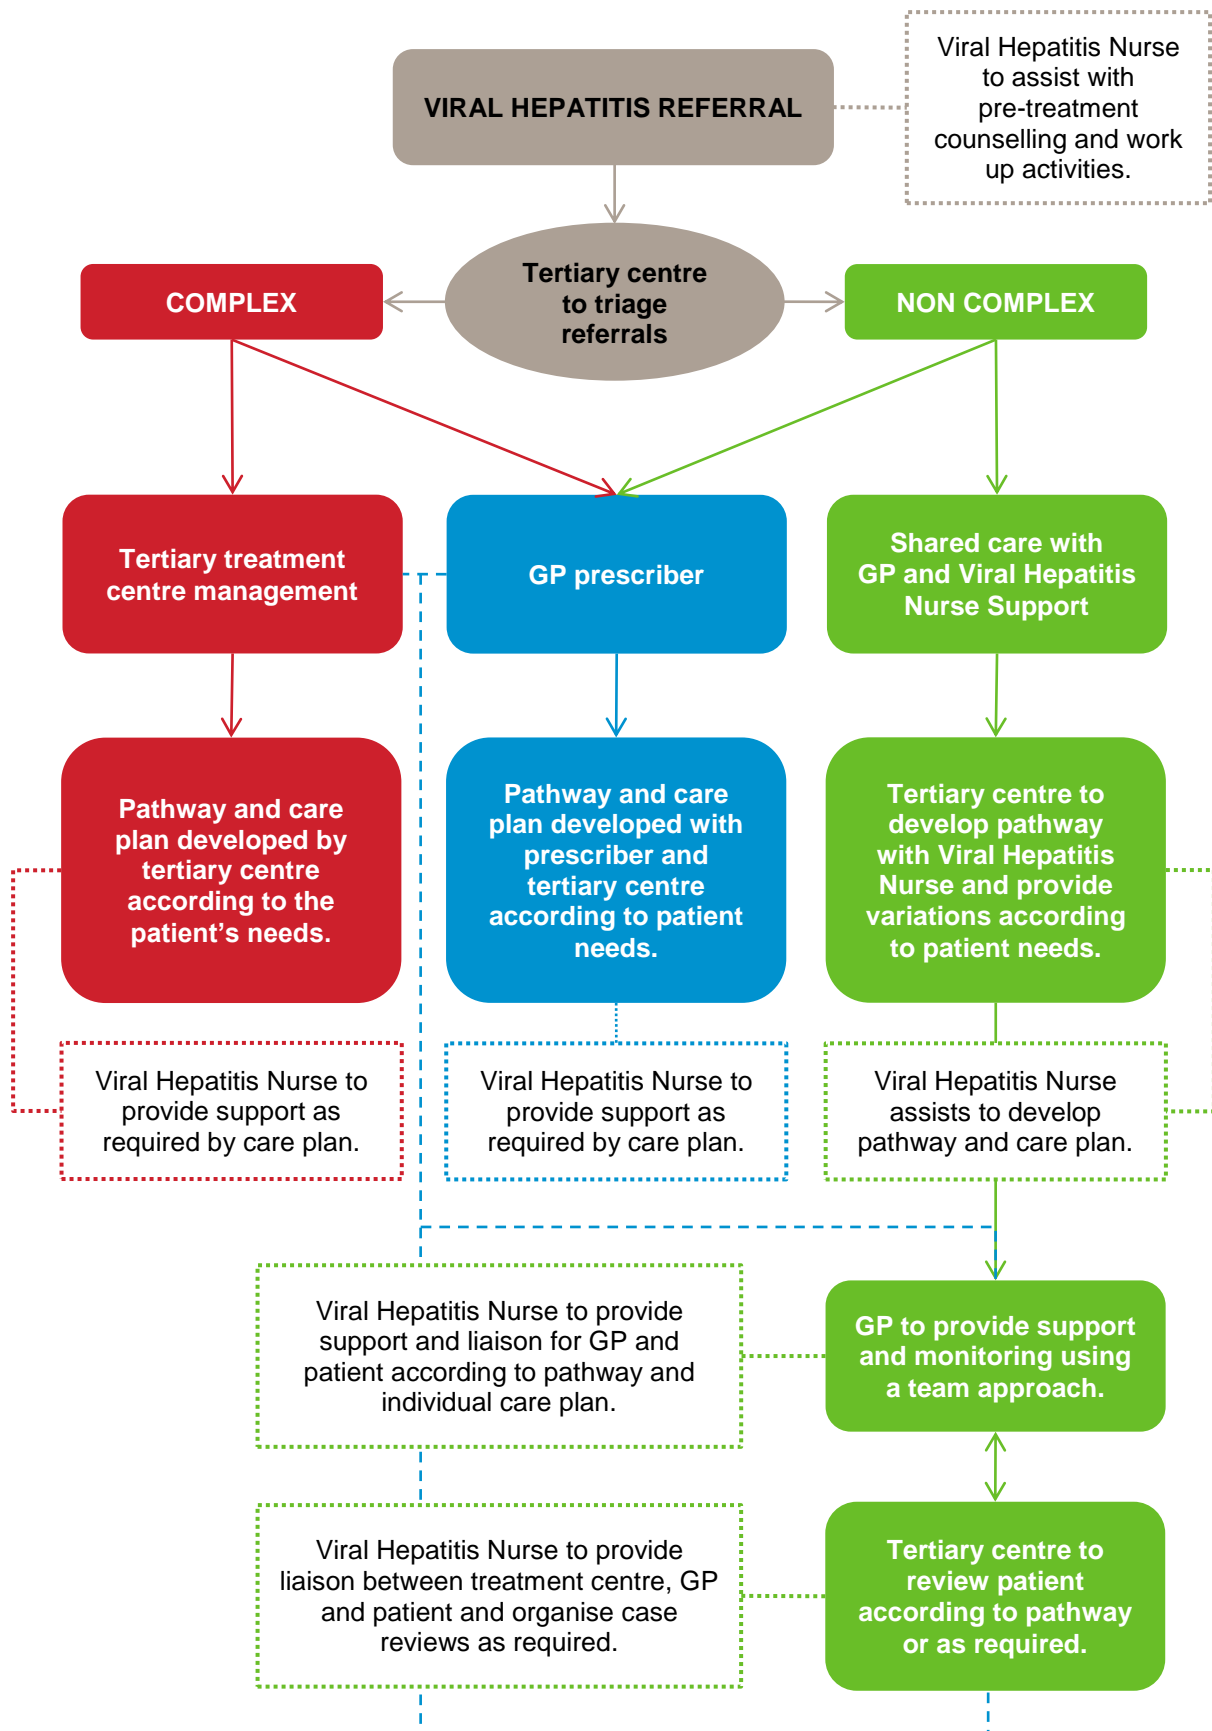 VIRAL HEPATITIS REFERRAL
Viral Hepatitis Nurse
to assist with
pre-treatment
counselling and work
up activities.
Tertiary centre
to triage
referrals
COMPLEX
NON COMPLEX
Tertiary treatment
centre management
GP prescriber
Shared care with
GP and Viral Hepatitis
Nurse Support
Pathway and care
plan developed by
tertiary centre
according to the
patient’s needs.
Pathway and care
plan developed with
prescriber and
tertiary centre
according to patient
needs.
Tertiary centre to
develop pathway
with Viral Hepatitis
Nurse and provide
variations according
to patient needs.
Viral Hepatitis Nurse to
provide support as
required by care plan.
Viral Hepatitis Nurse to
provide support as
required by care plan.
Viral Hepatitis Nurse
assists to develop
pathway and care plan.
Viral Hepatitis Nurse to provide
support and liaison for GP and
patient according to pathway and
individual care plan.
GP to provide support
and monitoring using
a team approach.
Viral Hepatitis Nurse to provide
liaison between treatment centre, GP
and patient and organise case
reviews as required.
Tertiary centre to
review patient
according to pathway
or as required.